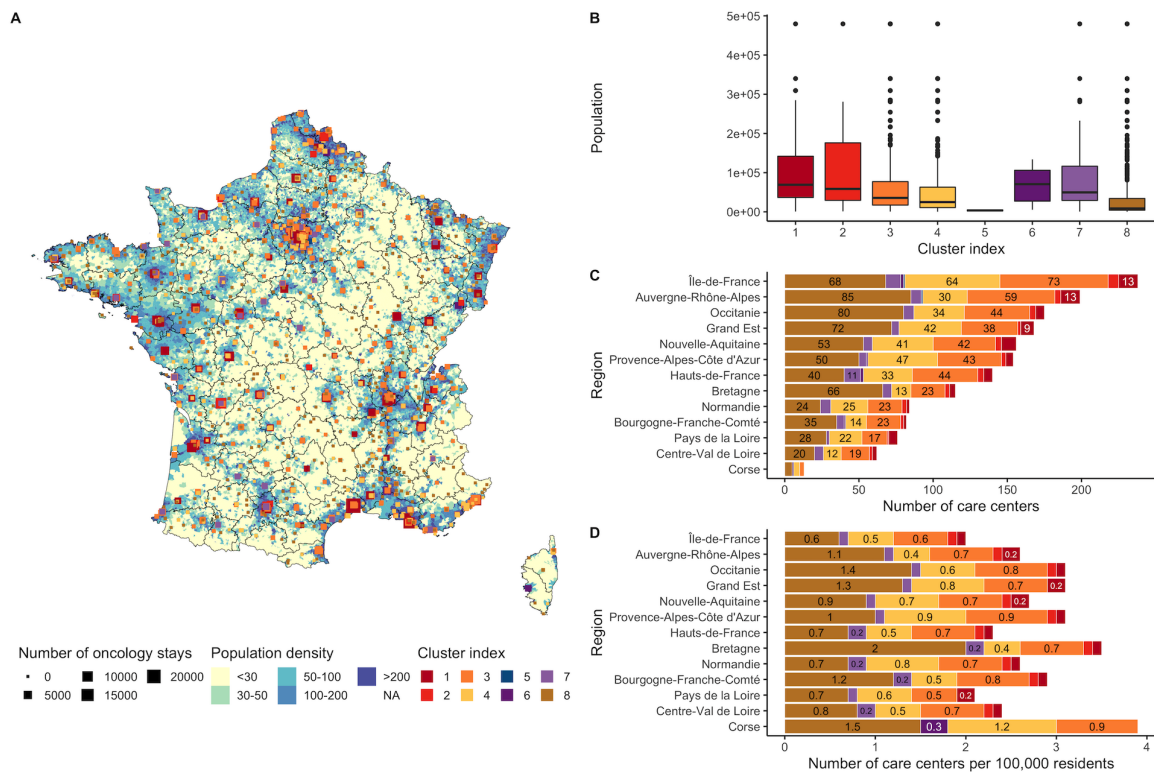 A
Number of oncology stays
0
10000
20000
5000
15000
Population density
<30
50-100
>200
30-50
100-200
NA
Cluster index
1
3
5
7
2
4
6
8
B
Population
5e+05
4e+05
3e+05
2e+05
1e+05
0e+00
1 2 3 4 5 6 7 8
Cluster index
C
Region
Île-de-France 68 64 73 13
Auvergne-Rhône-Alpes 85 30 59 13
Occitanie 80 34 44
Grand Est 72 42 38 9
Nouvelle-Aquitaine 53 41 42
Provence-Alpes-Côte d'Azur 50 47 43
Hauts-de-France 40 11 33 44
Bretagne 66 13 23
Normandie 24 25 23
Bourgogne-Franche-Comté 35 14 23
Pays de la Loire 28 22 17
Centre-Val de Loire 20 12 19
Corse
0 50 100 150 200
Number of care centers
D
Region
Île-de-France 0.6 0.5 0.6
Auvergne-Rhône-Alpes 1.1 0.4 0.7 0.2
Occitanie 1.4 0.6 0.8
Grand Est 1.3 0.8 0.7 0.2
Nouvelle-Aquitaine 0.9 0.7 0.7 0.2
Provence-Alpes-Côte d'Azur 1 0.9 0.9
Hauts-de-France 0.7 0.2 0.5 0.7
Bretagne 2 0.2 0.4 0.7
Normandie 0.7 0.2 0.8 0.7
Bourgogne-Franche-Comté 1.2 0.2 0.5 0.8
Pays de la Loire 0.7 0.6 0.5 0.2
Centre-Val de Loire 0.8 0.2 0.5 0.7
Corse 1.5 0.3 1.2 0.9
0 1 2 3 4
Number of care centers per 100,000 residents